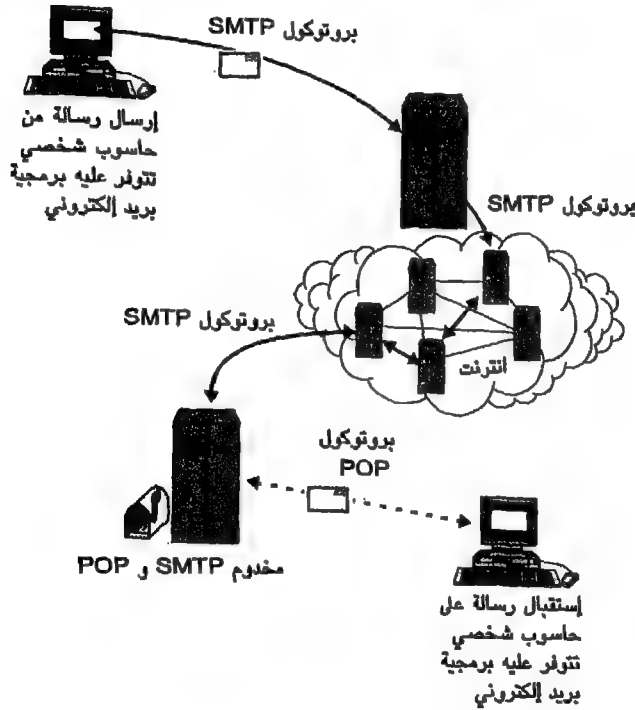 بروتوكول SMTP
إرسال رسالة من
حاسوب شخصي
تتوفر عليه برمجية
بريد إلكتروني
بروتوكول SMTP
بروتوكول SMTP
انترنت
بروتوكول
POP
مخدوم SMTP و POP
إستقبال رسالة على
حاسوب شخصي
تتوفر عليه برمجية
بريد إلكتروني